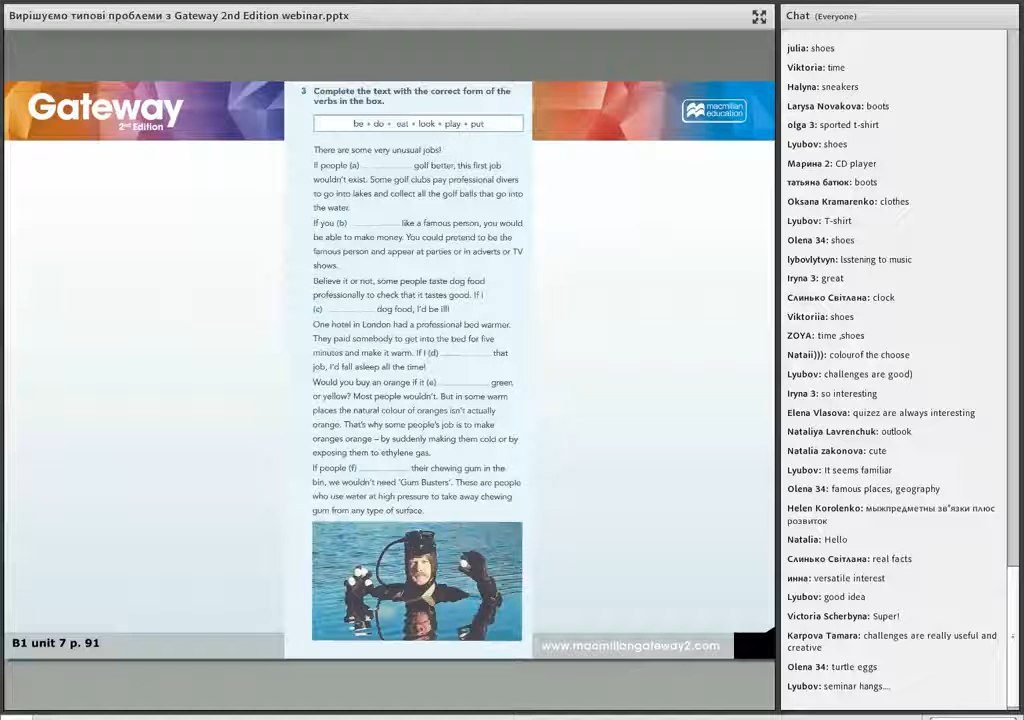 Вирішуємо типові проблеми з Gateway 2nd Edition webinar.pptx
Gateway
2nd Edition
macmillan
education
3 Complete the text with the correct form of the
verbs in the box.
be • do • eat • look • play • put
There are some very unusual jobs!
If people (a) ____________ golf better, this first job
wouldn't exist. Some golf clubs pay professional divers
to go into lakes and collect all the golf balls that go into
the water.
If you (b) ____________ like a famous person, you would
be able to make money. You could pretend to be the
famous person and appear at parties or in adverts or TV
shows.
Believe it or not, some people taste dog food
professionally to check that it tastes good. If I
(c) ____________ dog food, I'd be ill!
One hotel in London had a professional bed warmer.
They paid somebody to get into the bed for five
minutes and make it warm. If I (d) ____________ that
job, I'd fall asleep all the time!
Would you buy an orange if it (e) ____________ green,
or yellow? Most people wouldn't. But in some warm
places the natural colour of oranges isn't actually
orange. That's why some people's job is to make
oranges orange – by suddenly making them cold or by
exposing them to ethylene gas.
If people (f) ____________ their chewing gum in the
bin, we wouldn't need 'Gum Busters'. These are people
who use water at high pressure to take away chewing
gum from any type of surface.
B1 unit 7 p. 91
www.macmillangateway2.com
Chat (Everyone)
julia: shoes
Viktoria: time
Halyna: sneakers
Larysa Novakova: boots
olga 3: sported t-shirt
Lyubov: shoes
Марина 2: CD player
татьяна батюк: boots
Oksana Kramarenko: clothes
Lyubov: T-shirt
Olena 34: shoes
lybovlytvyn: lsstening to music
Iryna 3: great
Слинько Світлана: clock
Viktoriia: shoes
ZOYA: time ,shoes
Nataii))): colourof the choose
Lyubov: challenges are good)
Iryna 3: so interesting
Elena Vlasova: quizez are always interesting
Nataliya Lavrenchuk: outlook
Natalia zakonova: cute
Lyubov: It seems familiar
Olena 34: famous places, geography
Helen Korolenko: мыжпредметны зв"язки плюс
розвиток
Natalia: Hello
Слинько Світлана: real facts
инна: versatile interest
Lyubov: good idea
Victoria Scherbyna: Super!
Karpova Tamara: challenges are really useful and
creative
Olena 34: turtle eggs
Lyubov: seminar hangs....